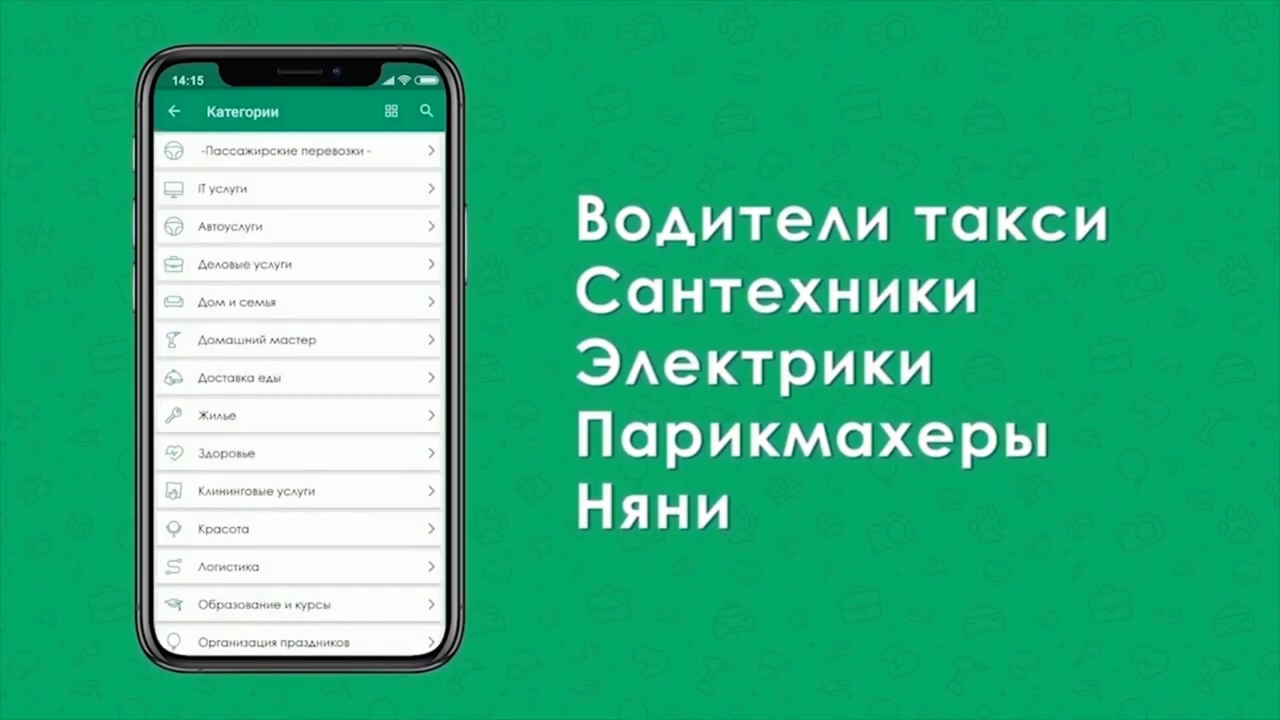 14:15
Категории
-Пассажирские перевозки -
IT услуги
Автоуслуги
Деловые услуги
Дом и семья
Домашний мастер
Доставка еды
Жилье
Здоровье
Клининговые услуги
Красота
Логистика
Образование и курсы
Организация праздников
Водители такси
Сантехники
Электрики
Парикмахеры
Няни